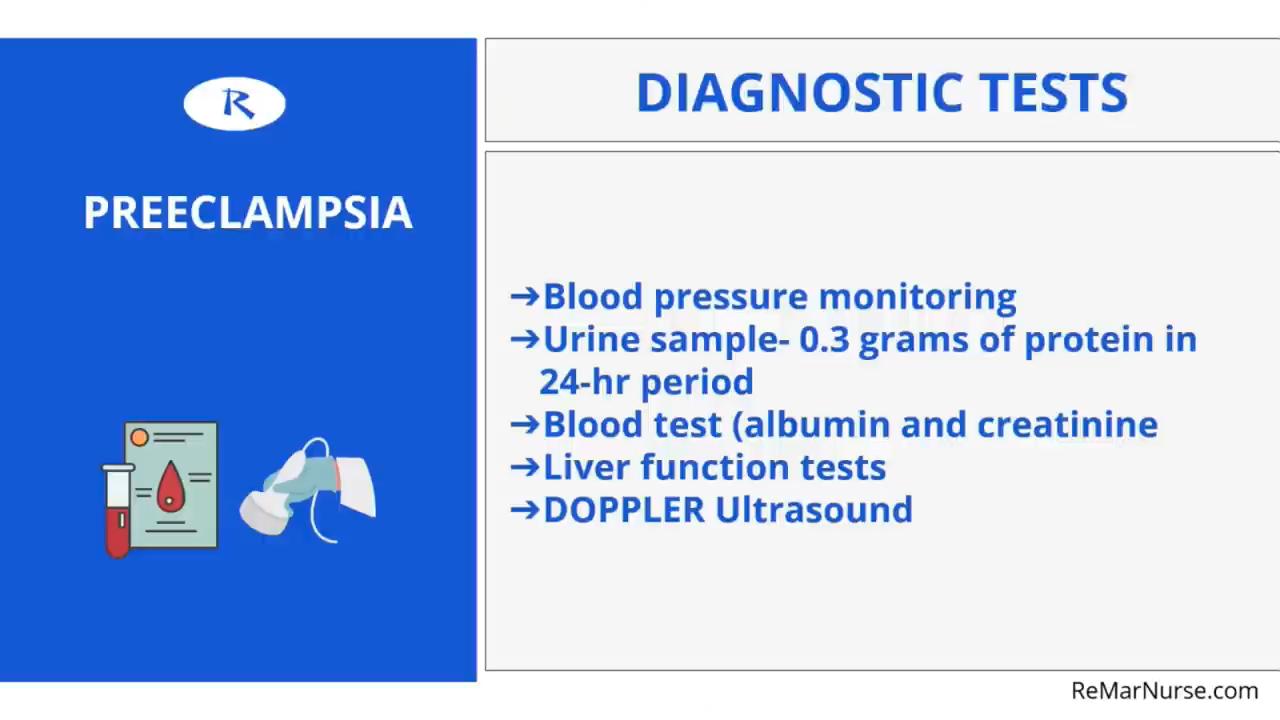 R
PREECLAMPSIA
DIAGNOSTIC TESTS
➔Blood pressure monitoring
➔Urine sample- 0.3 grams of protein in
24-hr period
➔Blood test (albumin and creatinine
➔Liver function tests
➔DOPPLER Ultrasound
ReMarNurse.com